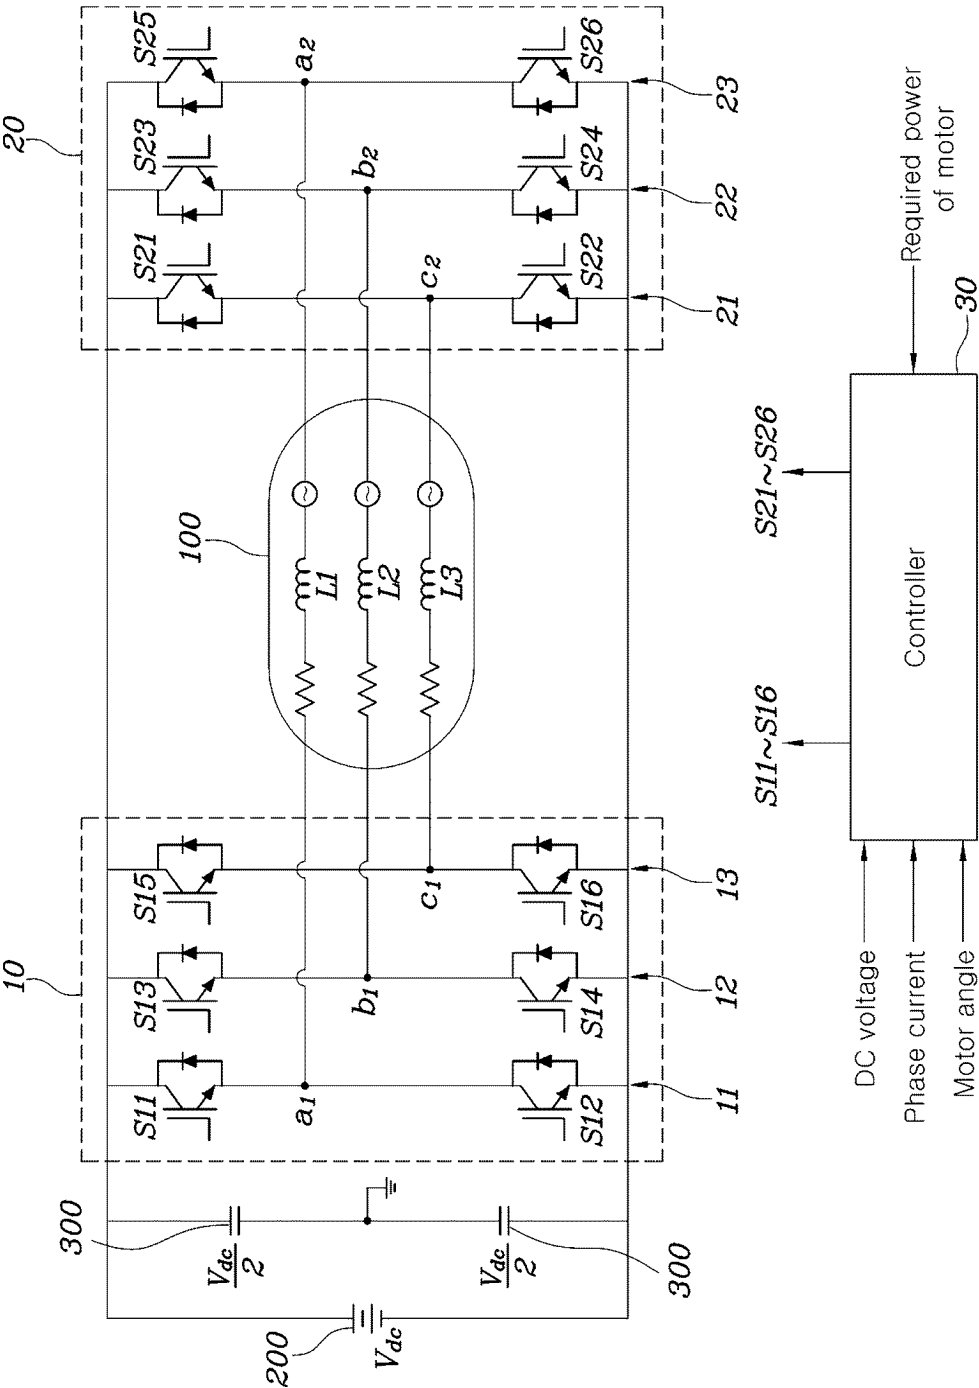 20
S25
S23
S21
a2
b2
c2
S26
S24
S22
23
22
21
100
L1
L2
L3
10
S15
S13
S11
c1
b1
a1
S16
S14
S12
13
12
11
300
Vdc
2
Vdc
2
300
200
Vdc
Required power
of motor
30
S21~S26
S11~S16
Controller
DC voltage
Phase current
Motor angle